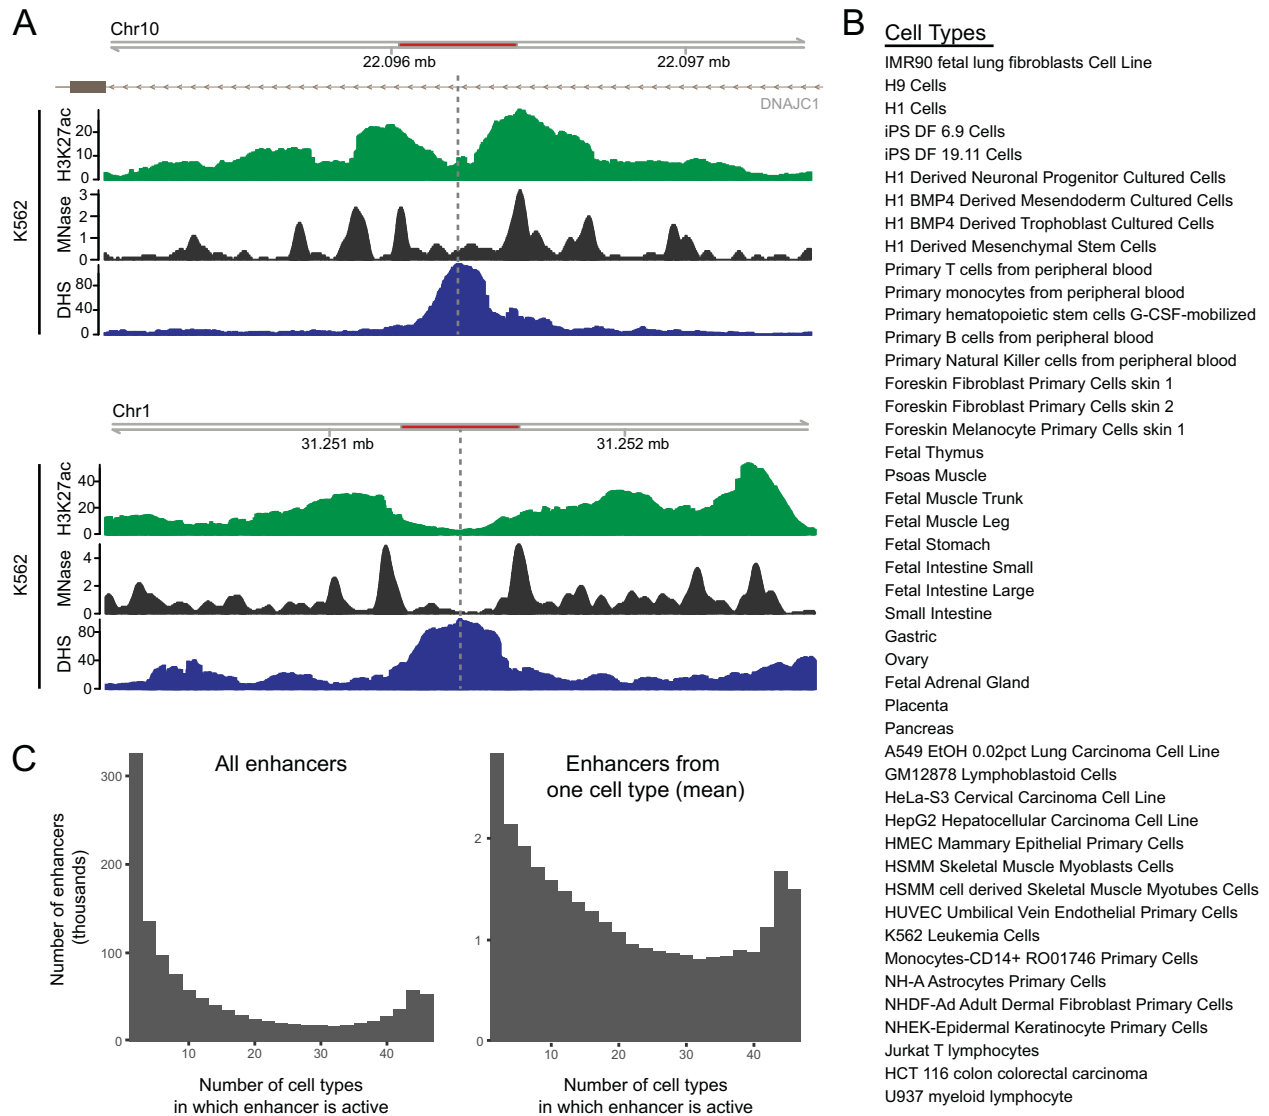 A
Chr10
22.096 mb
22.097 mb
DNAJC1
K562
H3K27ac
20
10
0
MNase
3
2
1
0
DHS
80
40
0
Chr1
31.251 mb
31.252 mb
K562
H3K27ac
40
20
0
MNase
4
2
0
DHS
80
40
0
B
Cell Types
IMR90 fetal lung fibroblasts Cell Line
H9 Cells
H1 Cells
iPS DF 6.9 Cells
iPS DF 19.11 Cells
H1 Derived Neuronal Progenitor Cultured Cells
H1 BMP4 Derived Mesendoderm Cultured Cells
H1 BMP4 Derived Trophoblast Cultured Cells
H1 Derived Mesenchymal Stem Cells
Primary T cells from peripheral blood
Primary monocytes from peripheral blood
Primary hematopoietic stem cells G-CSF-mobilized
Primary B cells from peripheral blood
Primary Natural Killer cells from peripheral blood
Foreskin Fibroblast Primary Cells skin 1
Foreskin Fibroblast Primary Cells skin 2
Foreskin Melanocyte Primary Cells skin 1
Fetal Thymus
Psoas Muscle
Fetal Muscle Trunk
Fetal Muscle Leg
Fetal Stomach
Fetal Intestine Small
Fetal Intestine Large
Small Intestine
Gastric
Ovary
Fetal Adrenal Gland
Placenta
Pancreas
A549 EtOH 0.02pct Lung Carcinoma Cell Line
GM12878 Lymphoblastoid Cells
HeLa-S3 Cervical Carcinoma Cell Line
HepG2 Hepatocellular Carcinoma Cell Line
HMEC Mammary Epithelial Primary Cells
HSMM Skeletal Muscle Myoblasts Cells
HSMM cell derived Skeletal Muscle Myotubes Cells
HUVEC Umbilical Vein Endothelial Primary Cells
K562 Leukemia Cells
Monocytes-CD14+ RO01746 Primary Cells
NH-A Astrocytes Primary Cells
NHDF-Ad Adult Dermal Fibroblast Primary Cells
NHEK-Epidermal Keratinocyte Primary Cells
Jurkat T lymphocytes
HCT 116 colon colorectal carcinoma
U937 myeloid lymphocyte
C
All enhancers
Number of enhancers
(thousands)
300
200
100
0
10
20
30
40
Number of cell types
in which enhancer is active
Enhancers from
one cell type (mean)
2
1
0
10
20
30
40
Number of cell types
in which enhancer is active